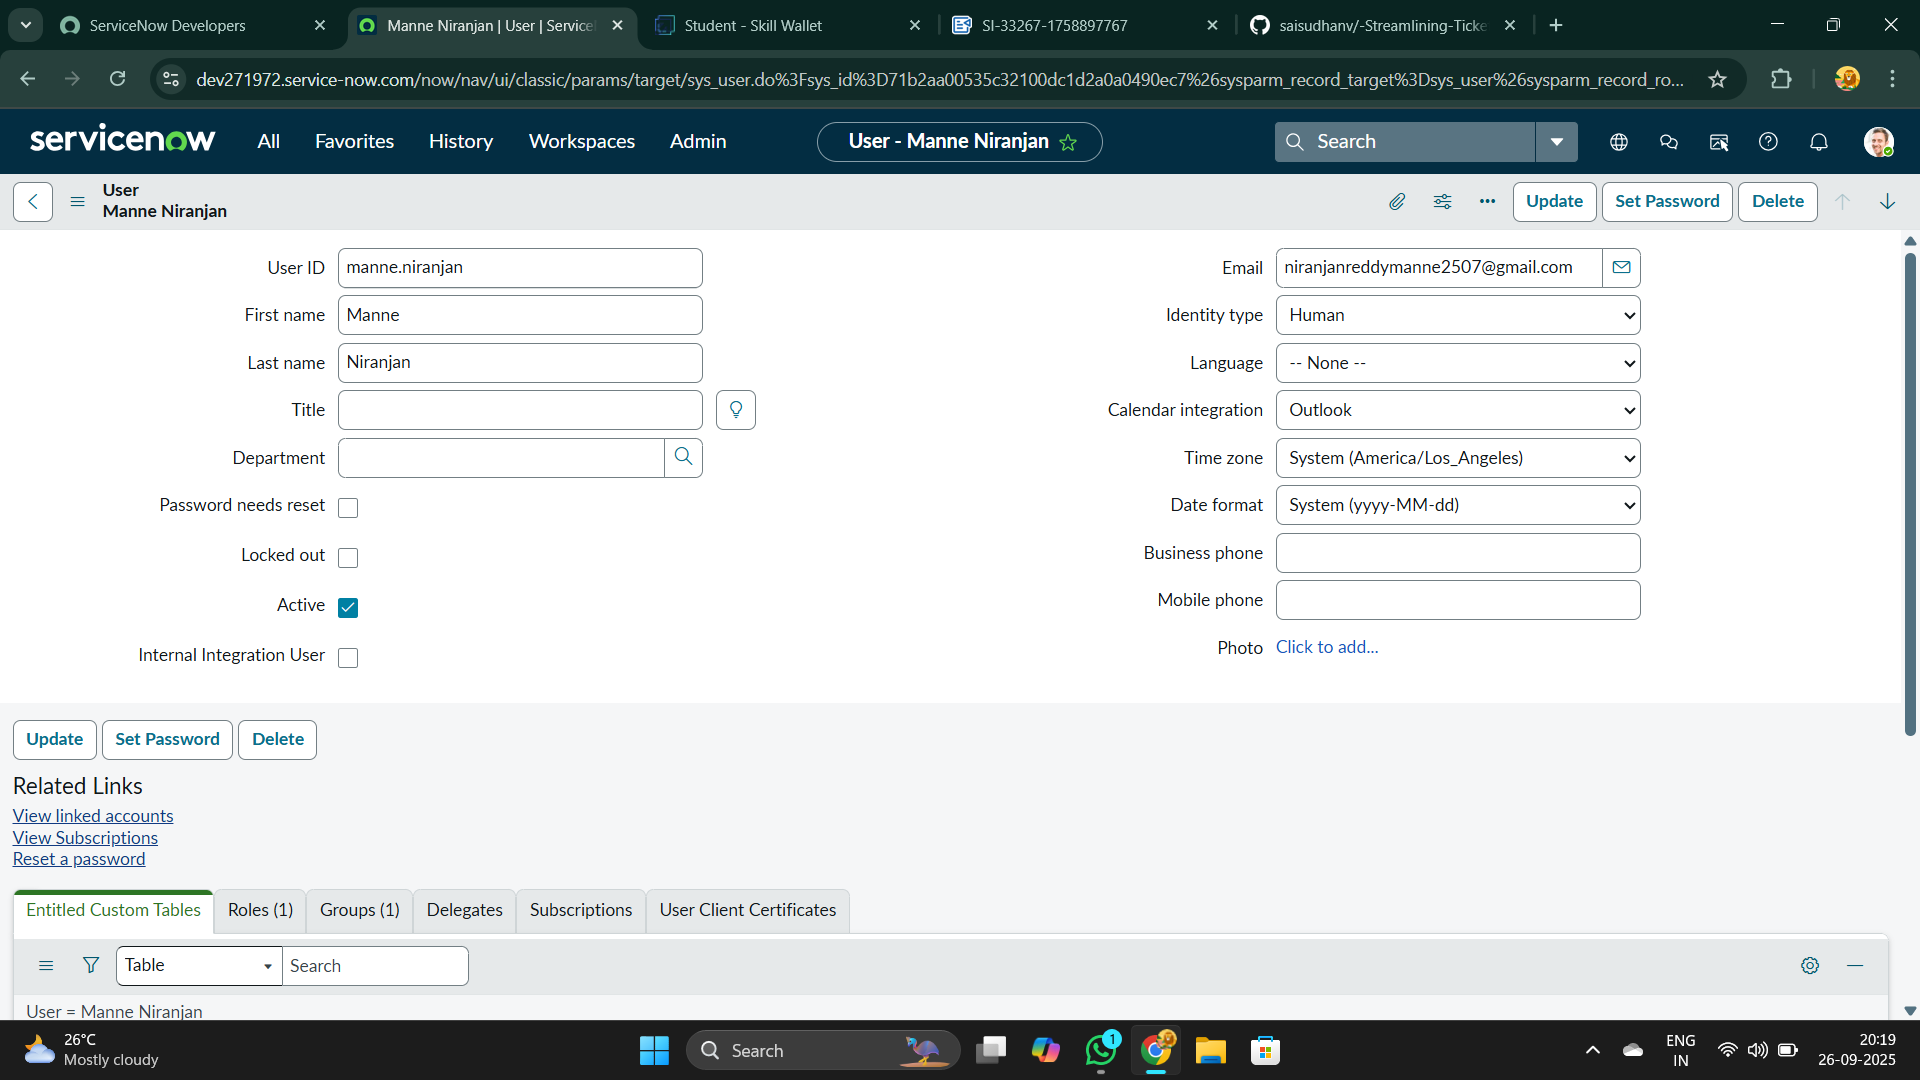 ServiceNow Developers
Manne Niranjan | User | Service
Student - Skill Wallet
SI-33267-1758897767
saisudhanv/-Streamlining-Ticke
dev271972.service-now.com/now/nav/ui/classic/params/target/sys_user.do%3Fsys_id%3D71b2aa00535c32100dc1d2a0a0490ec7%26sysparm_record_target%3Dsys_user%26sysparm_record_ro...
servicenow
All
Favorites
History
Workspaces
Admin
User - Manne Niranjan
Search
User
Manne Niranjan
Update
Set Password
Delete
User ID
manne.niranjan
First name
Manne
Last name
Niranjan
Title
Department
Password needs reset
Locked out
Active
Internal Integration User
Email
niranjanreddymanne2507@gmail.com
Identity type
Human
Language
-- None --
Calendar integration
Outlook
Time zone
System (America/Los_Angeles)
Date format
System (yyyy-MM-dd)
Business phone
Mobile phone
Photo
Click to add...
Update
Set Password
Delete
Related Links
View linked accounts
View Subscriptions
Reset a password
Entitled Custom Tables
Roles (1)
Groups (1)
Delegates
Subscriptions
User Client Certificates
Table
Search
User = Manne Niranjan
26°C
Mostly cloudy
Search
1
ENG
IN
20:19
26-09-2025